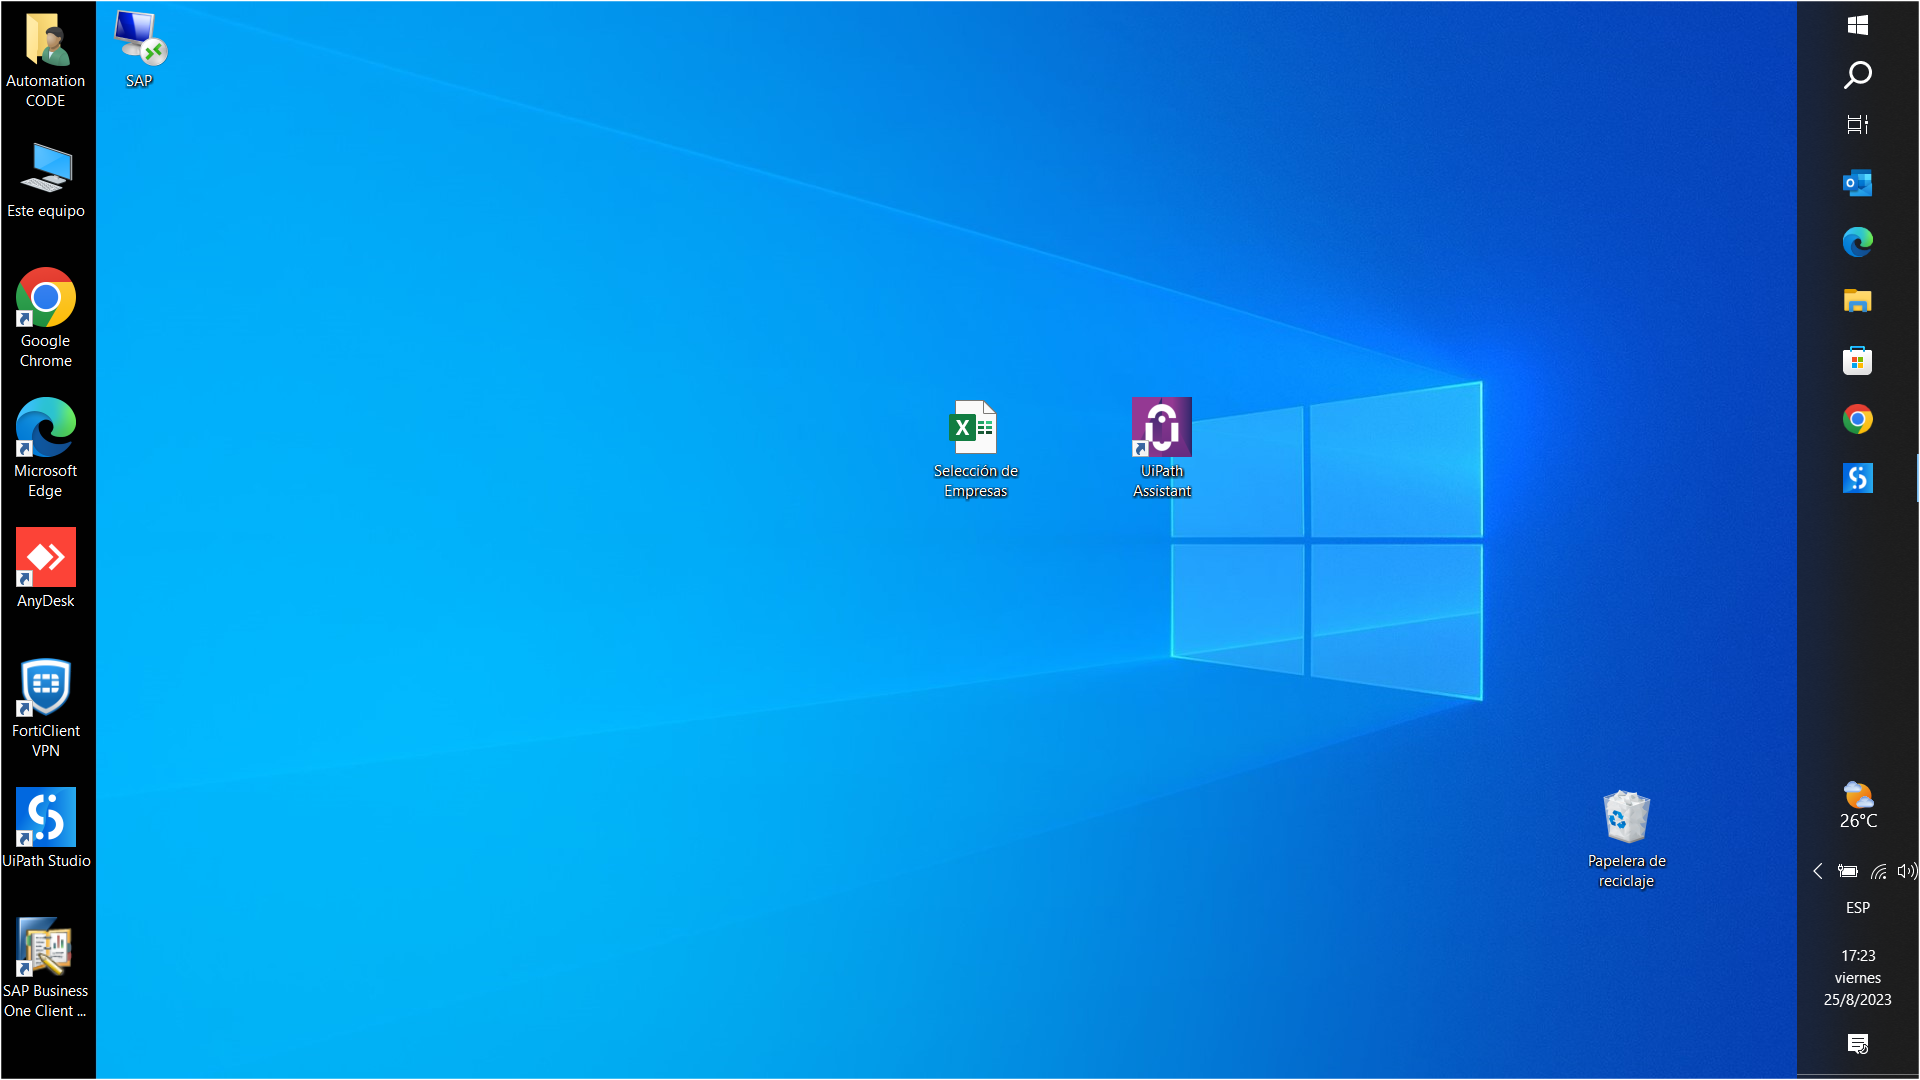 Automation
CODE
SAP
Este equipo
Google
Chrome
Microsoft
Edge
AnyDesk
FortiClient
VPN
UiPath Studio
SAP Business
One Client ...
Selección de
Empresas
UiPath
Assistant
Papelera de
reciclaje
26°C
ESP
17:23
viernes
25/8/2023